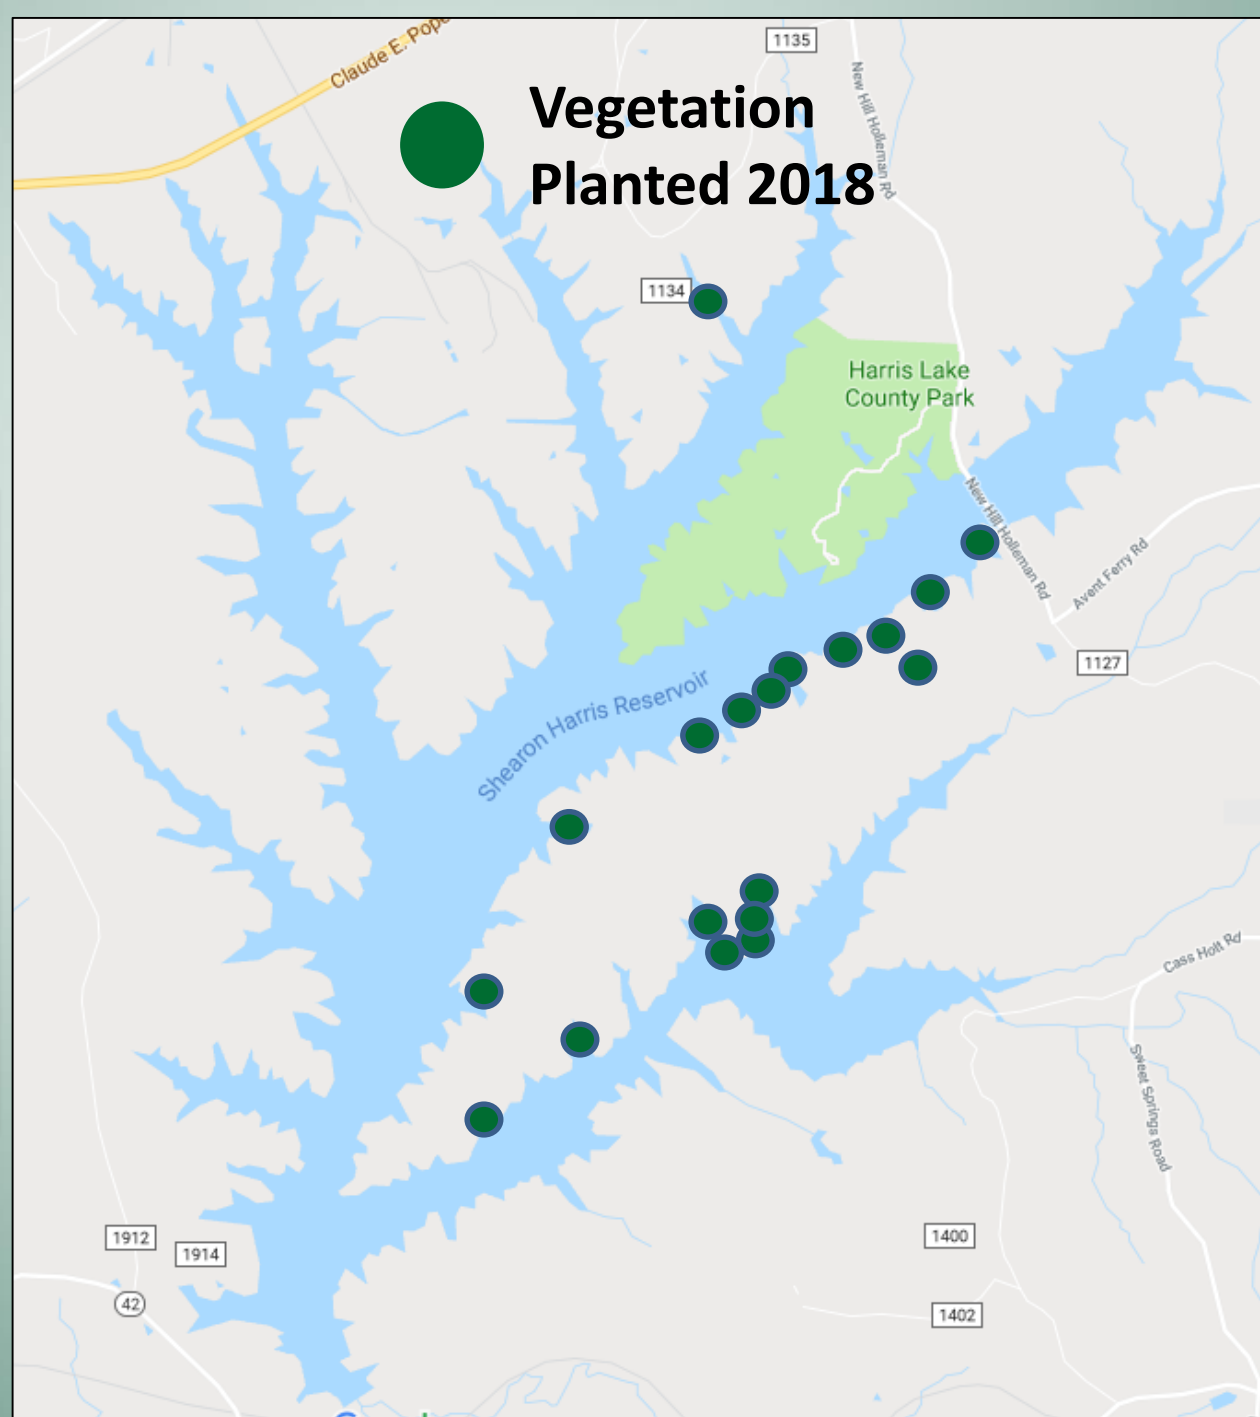 Claude E. Pope
1135
New Hill Holleman Rd
Vegetation
Planted 2018
1134
Harris Lake
County Park
New Hill Holleman Rd
Avent Ferry Rd
1127
Shearon Harris Reservoir
Cass Holt Rd
Sweet Springs Road
1912
1914
1400
42
1402